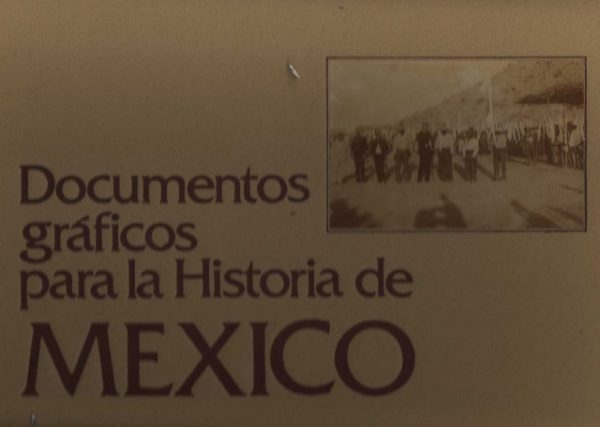 Documentos
gráficos
para la Historia de
MEXICO